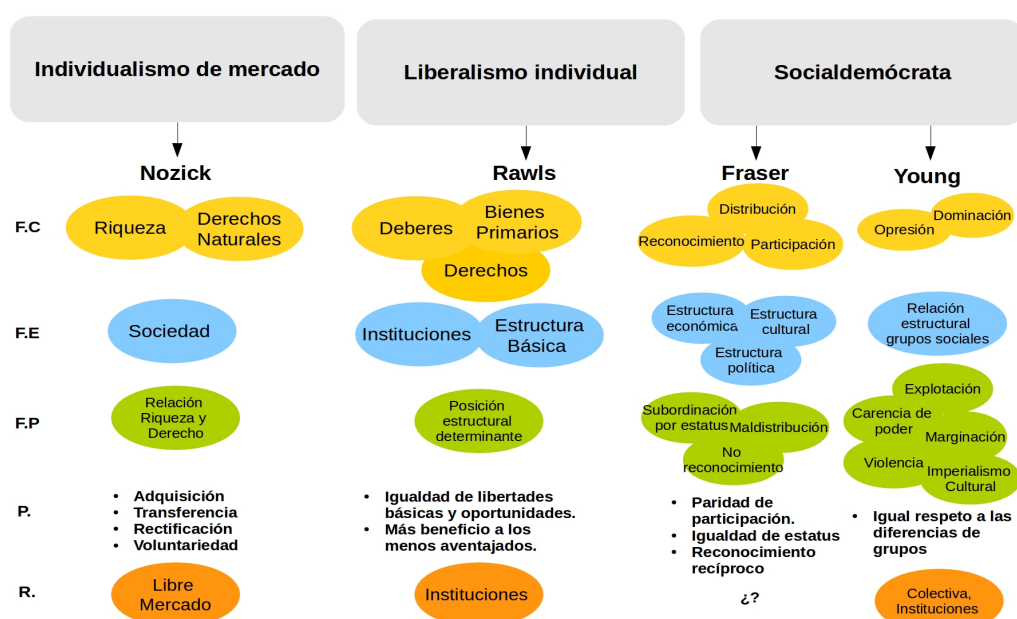 Individualismo de mercado
Liberalismo individual
Socialdemócrata
Nozick
Rawls
Fraser
Young
F.C
Riqueza
Derechos
Naturales
Deberes
Bienes
Primarios
Derechos
Distribución
Reconocimiento
Participación
Opresión
Dominación
F.E
Sociedad
Instituciones
Estructura
Básica
Estructura
económica
Estructura
cultural
Estructura
política
Relación
estructural
grupos sociales
F.P
Relación
Riqueza y
Derecho
Posición
estructural
determinante
Subordinación
por estatus
Maldistribución
No
reconocimiento
Explotación
Carencia de
poder
Marginación
Violencia
Imperialismo
Cultural
P.
• Adquisición
• Transferencia
• Rectificación
• Voluntariedad
• Igualdad de libertades
básicas y oportunidades.
• Más beneficio a los
menos aventajados.
• Paridad de
participación.
• Igualdad de estatus
• Reconocimiento
recíproco
• Igual respeto a las
diferencias de
grupos
R.
Libre
Mercado
Instituciones
¿?
Colectiva,
Instituciones